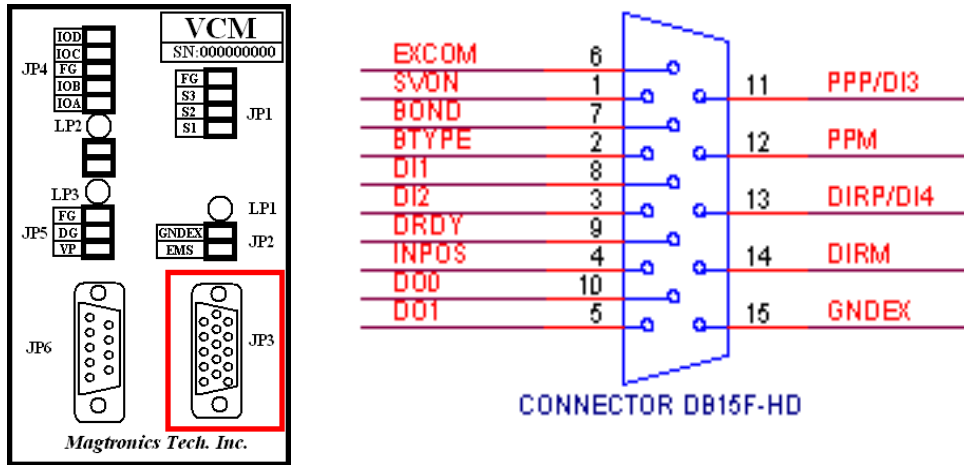 VCM
SN:000000000
IOD
IOC
JP4
FG
IOB
IOA
LP2
FG
S3
JP1
S2
S1
LP3
LP1
FG
JP5
DG
VP
GNDEX
JP2
EMS
JP6
JP3
Magtronics Tech. Inc.
EXCOM 6
SVON 1
11 PPP/DI3
BOND 7
BTYPE 2
12 PPM
DI1 8
DI2 3
13 DIRP/DI4
DRDY 9
INPOS 4
14 DIRM
DO0 10
DO1 5
15 GNDEX
CONNECTOR DB15F-HD